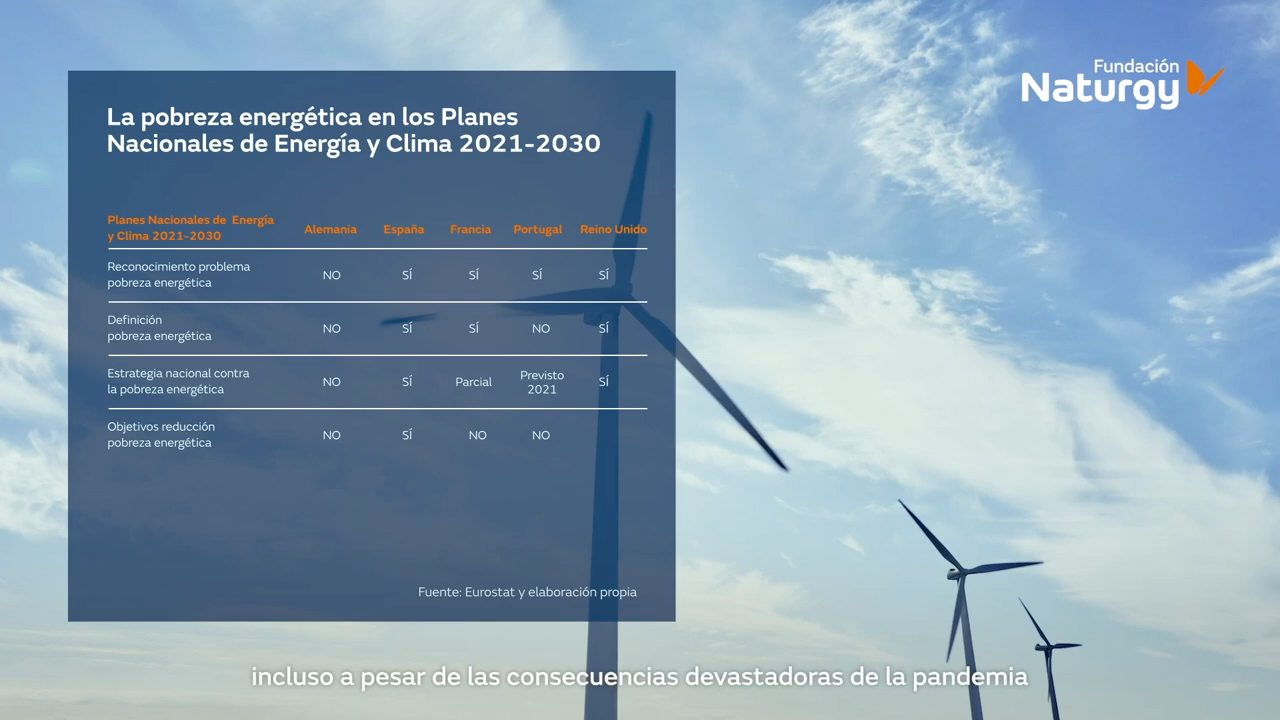 Fundación
Naturgy
La pobreza energética en los Planes
Nacionales de Energía y Clima 2021-2030
Planes Nacionales de Energía
y Clima 2021-2030
Alemania España Francia Portugal Reino Unido
Reconocimiento problema
pobreza energética
NO SÍ SÍ SÍ SÍ
Definición
pobreza energética
NO SÍ SÍ NO SÍ
Estrategia nacional contra
la pobreza energética
NO SÍ Parcial Previsto
2021
SÍ
Objetivos reducción
pobreza energética
NO SÍ NO NO
Fuente: Eurostat y elaboración propia
incluso a pesar de las consecuencias devastadoras de la pandemia